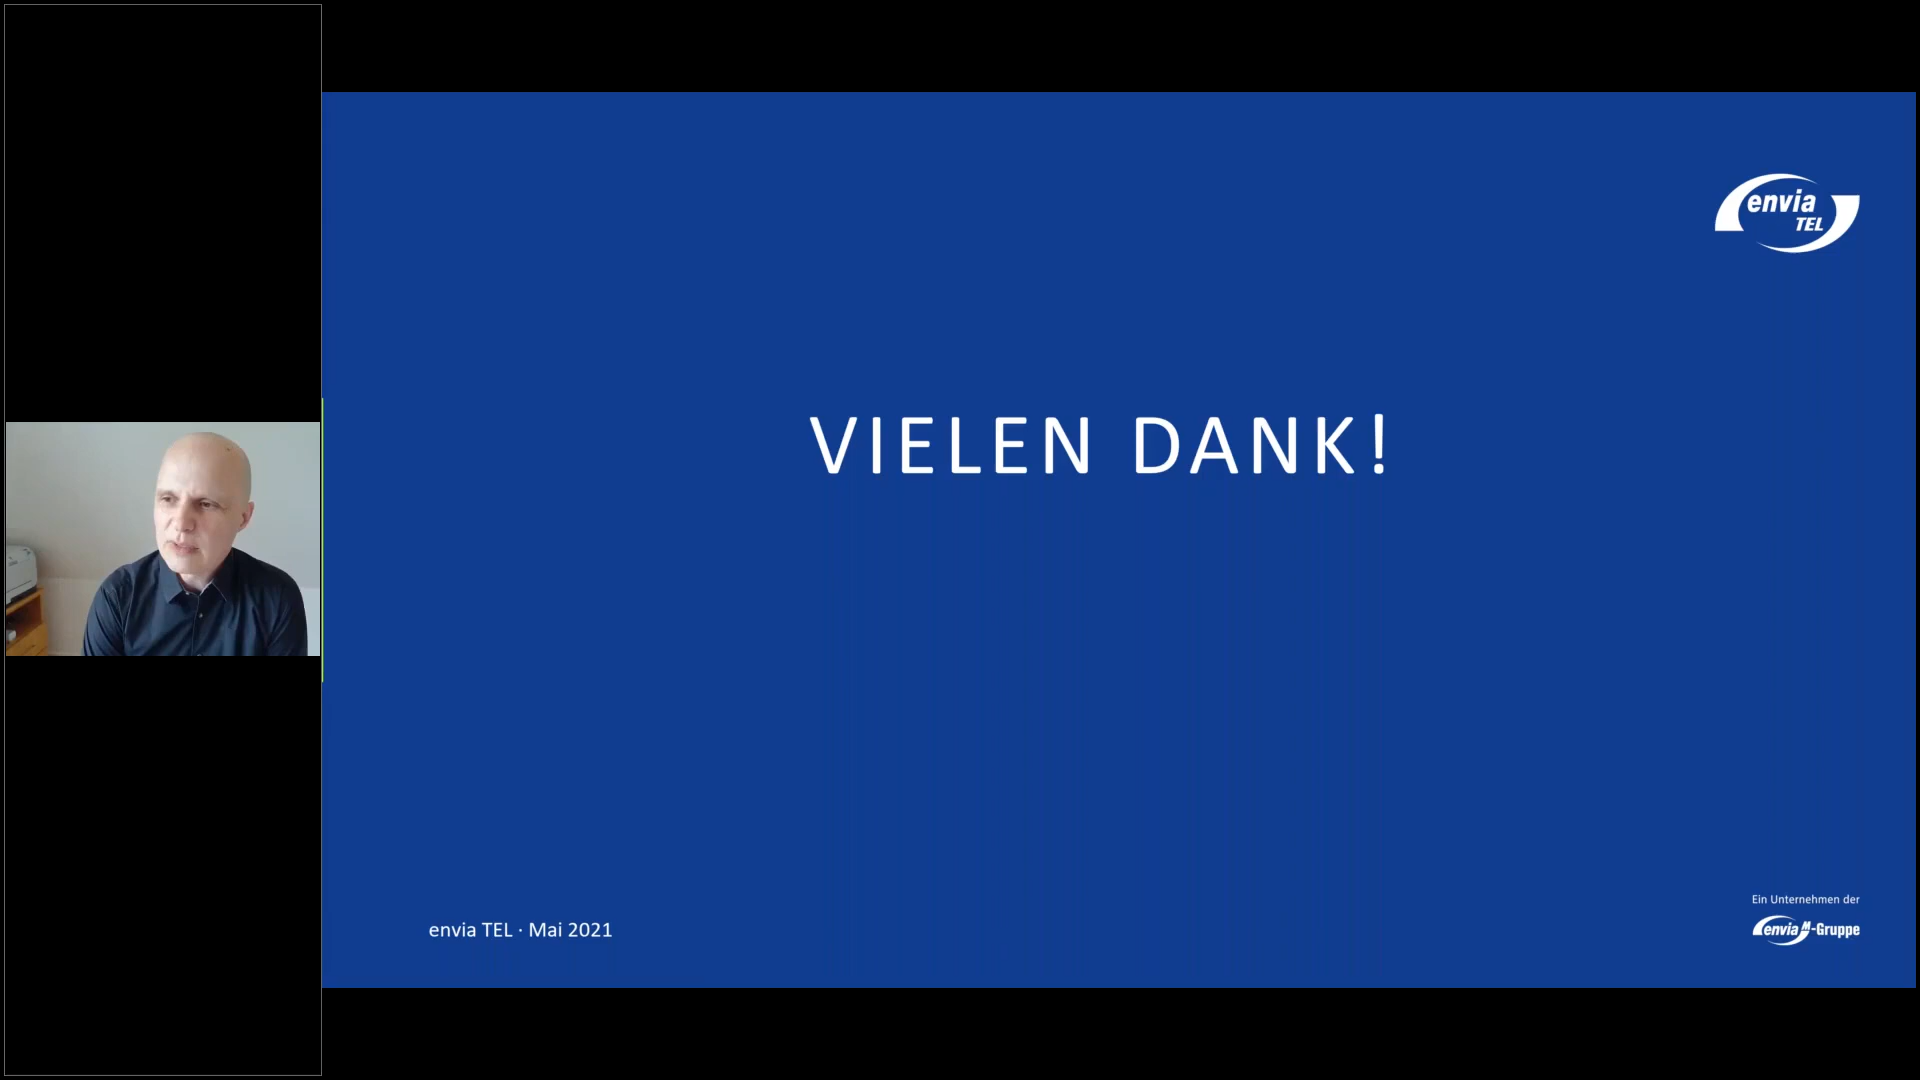 envia
TEL
VIELEN DANK!
envia TEL · Mai 2021
Ein Unternehmen der
envia M-Gruppe